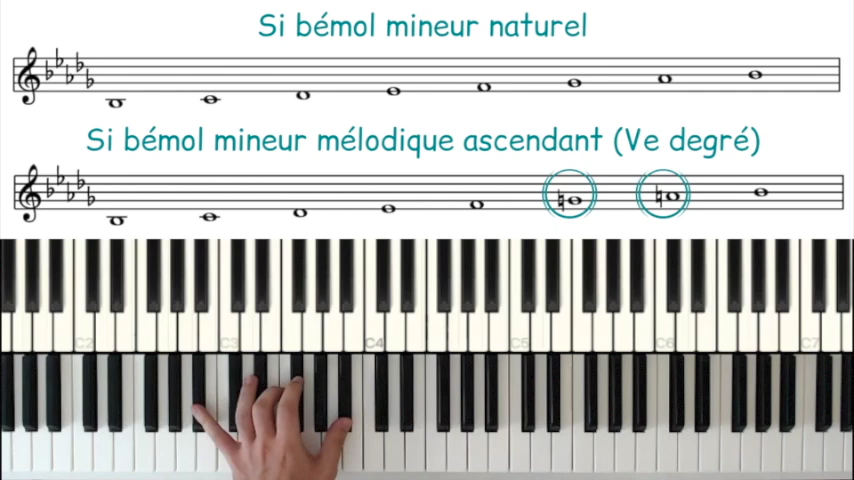 Si bémol mineur naturel
Si bémol mineur mélodique ascendant (Ve degré)
C2 C3 C4 C5 C6 C7